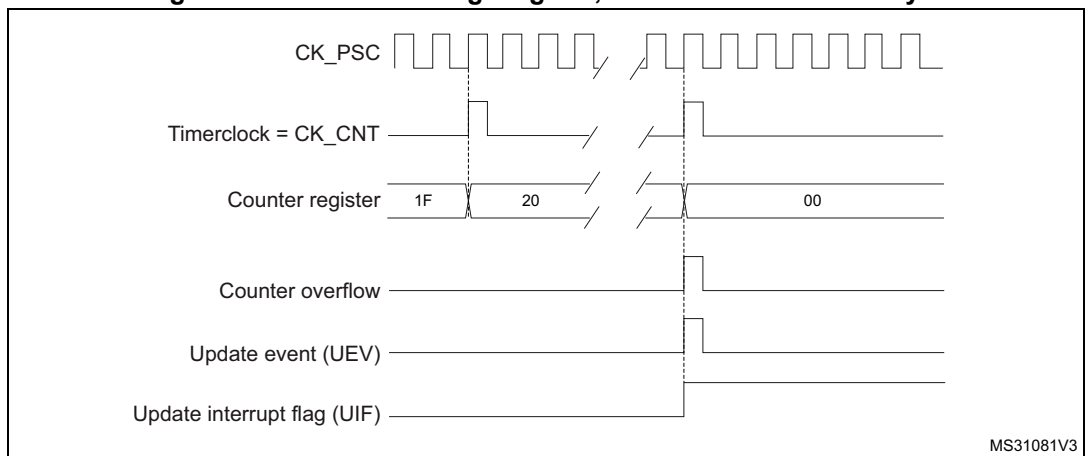 CK_PSC
Timerclock = CK_CNT
Counter register
1F
20
00
Counter overflow
Update event (UEV)
Update interrupt flag (UIF)
MS31081V3